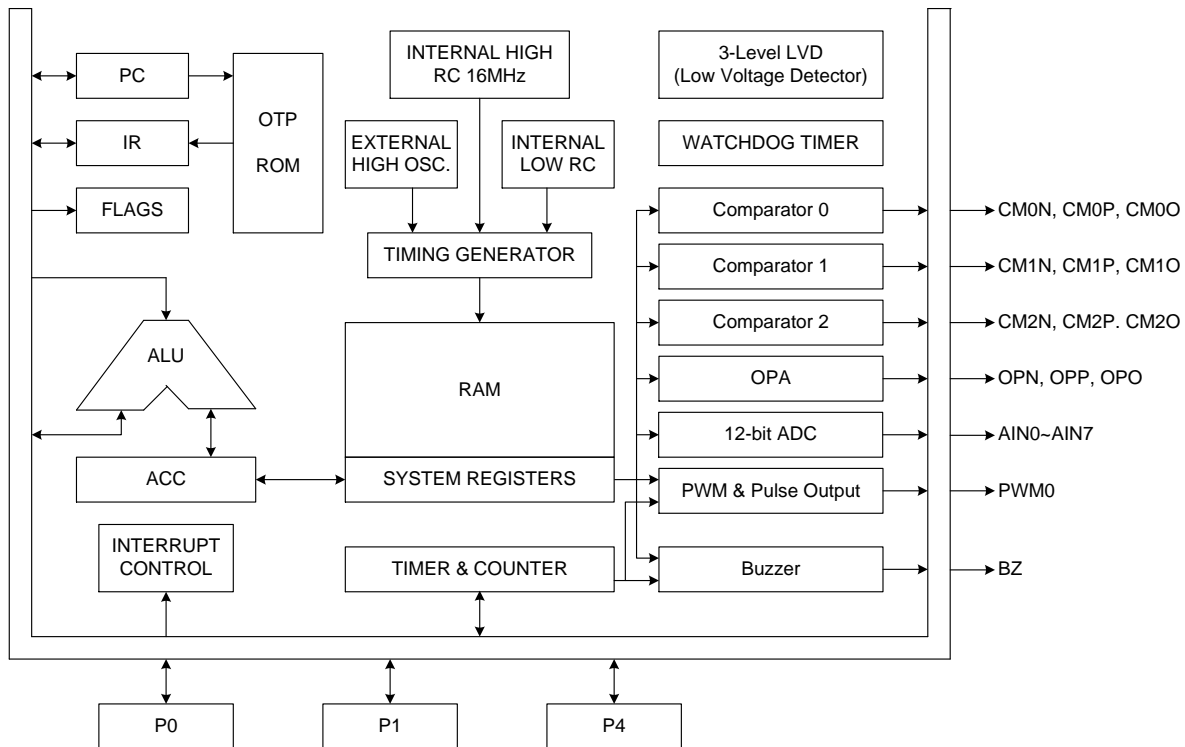 PC
IR
FLAGS
OTP
ROM
INTERNAL HIGH
RC 16MHz
EXTERNAL
HIGH OSC.
INTERNAL
LOW RC
TIMING GENERATOR
3-Level LVD
(Low Voltage Detector)
WATCHDOG TIMER
Comparator 0
CM0N, CM0P, CM0O
Comparator 1
CM1N, CM1P, CM1O
Comparator 2
CM2N, CM2P. CM2O
ALU
RAM
OPA
OPN, OPP, OPO
12-bit ADC
AIN0~AIN7
ACC
SYSTEM REGISTERS
PWM & Pulse Output
PWM0
INTERRUPT
CONTROL
TIMER & COUNTER
Buzzer
BZ
P0
P1
P4